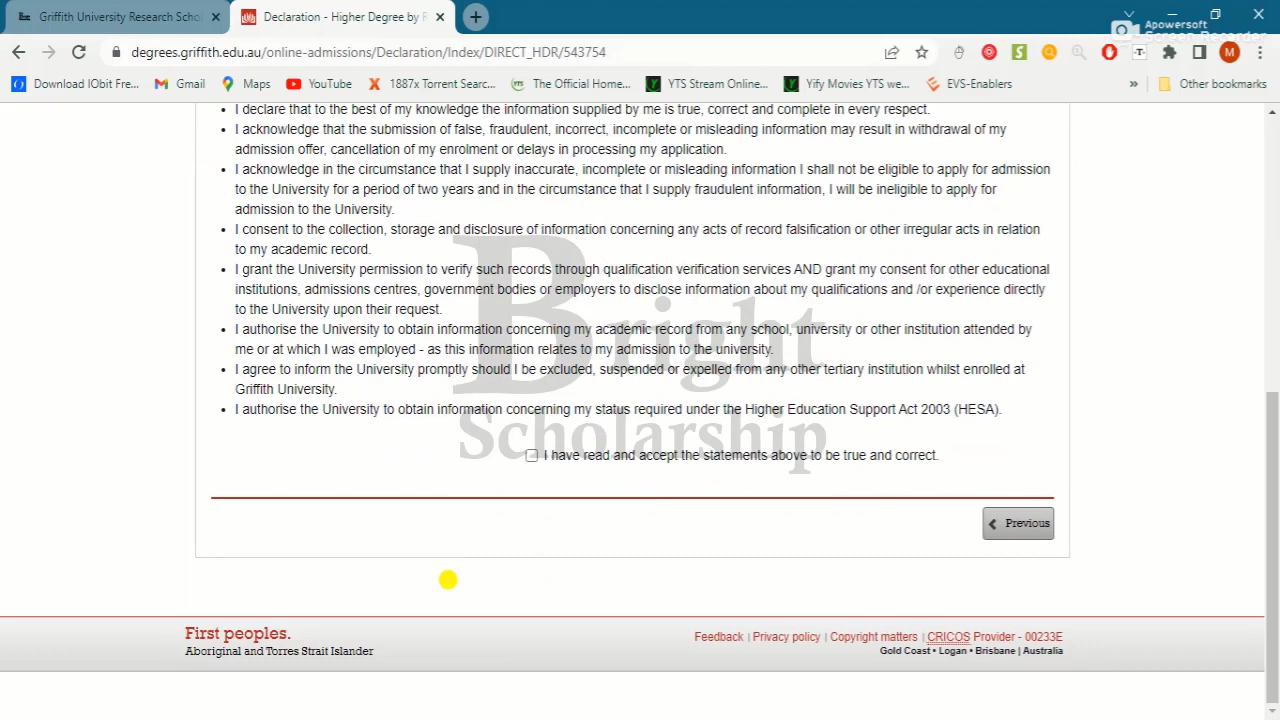 Griffith University Research Scho
Declaration - Higher Degree by R
Apowersoft
Screen Recorder
degrees.griffith.edu.au/online-admissions/Declaration/Index/DIRECT_HDR/543754
Download IObit Fre...
Gmail
Maps
YouTube
1887x Torrent Searc...
The Official Home...
YTS Stream Online...
Yify Movies YTS we...
EVS-Enablers
»
Other bookmarks
• I declare that to the best of my knowledge the information supplied by me is true, correct and complete in every respect.
• I acknowledge that the submission of false, fraudulent, incorrect, incomplete or misleading information may result in withdrawal of my
admission offer, cancellation of my enrolment or delays in processing my application.
• I acknowledge in the circumstance that I supply inaccurate, incomplete or misleading information I shall not be eligible to apply for admission
to the University for a period of two years and in the circumstance that I supply fraudulent information, I will be ineligible to apply for
admission to the University.
• I consent to the collection, storage and disclosure of information concerning any acts of record falsification or other irregular acts in relation
to my academic record.
• I grant the University permission to verify such records through qualification verification services AND grant my consent for other educational
institutions, admissions centres, government bodies or employers to disclose information about my qualifications and /or experience directly
to the University upon their request.
• I authorise the University to obtain information concerning my academic record from any school, university or other institution attended by
me or at which I was employed - as this information relates to my admission to the university.
• I agree to inform the University promptly should I be excluded, suspended or expelled from any other tertiary institution whilst enrolled at
Griffith University.
• I authorise the University to obtain information concerning my status required under the Higher Education Support Act 2003 (HESA).
Bright
Scholarship
I have read and accept the statements above to be true and correct.
Previous
First peoples.
Aboriginal and Torres Strait Islander
Feedback | Privacy policy | Copyright matters | CRICOS Provider - 00233E
Gold Coast • Logan • Brisbane | Australia